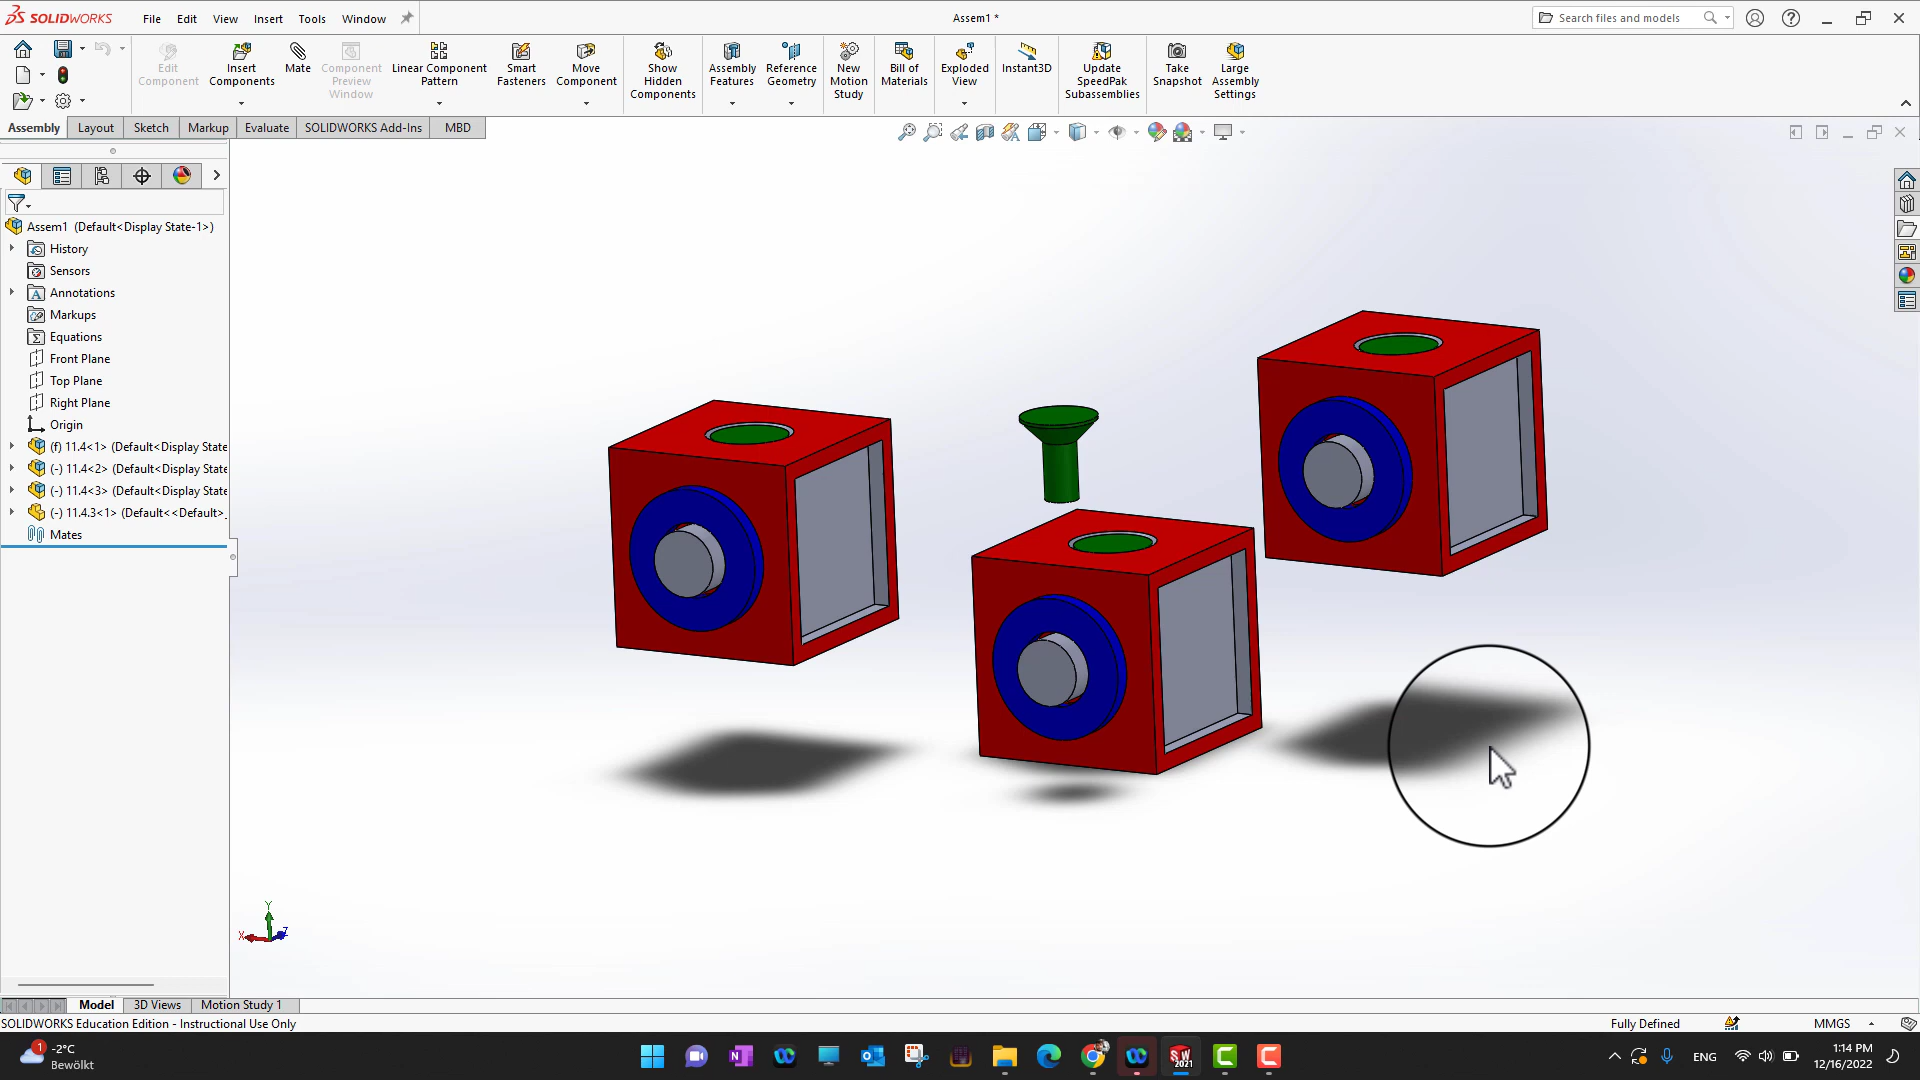 SOLIDWORKS File Edit View Insert Tools Window Assem1 * Search files and models
Edit Component Insert Components Mate Component Preview Window Linear Component Pattern Smart Fasteners Move Component Show Hidden Components Assembly Features Reference Geometry New Motion Study Bill of Materials Exploded View Instant3D Update SpeedPak Subassemblies Take Snapshot Large Assembly Settings
Assembly Layout Sketch Markup Evaluate SOLIDWORKS Add-Ins MBD
Assem1 (Default<Display State-1>)
History
Sensors
Annotations
Markups
Equations
Front Plane
Top Plane
Right Plane
Origin
(f) 11.4<1> (Default<Display State
(-) 11.4<2> (Default<Display State
(-) 11.4<3> (Default<Display State
(-) 11.4.3<1> (Default<<Default>_
Mates
Y
X
Z
Model 3D Views Motion Study 1
SOLIDWORKS Education Edition - Instructional Use Only Fully Defined MMGS
1 -2°C
Bewölkt
SW 2021
ENG
1:14 PM
12/16/2022